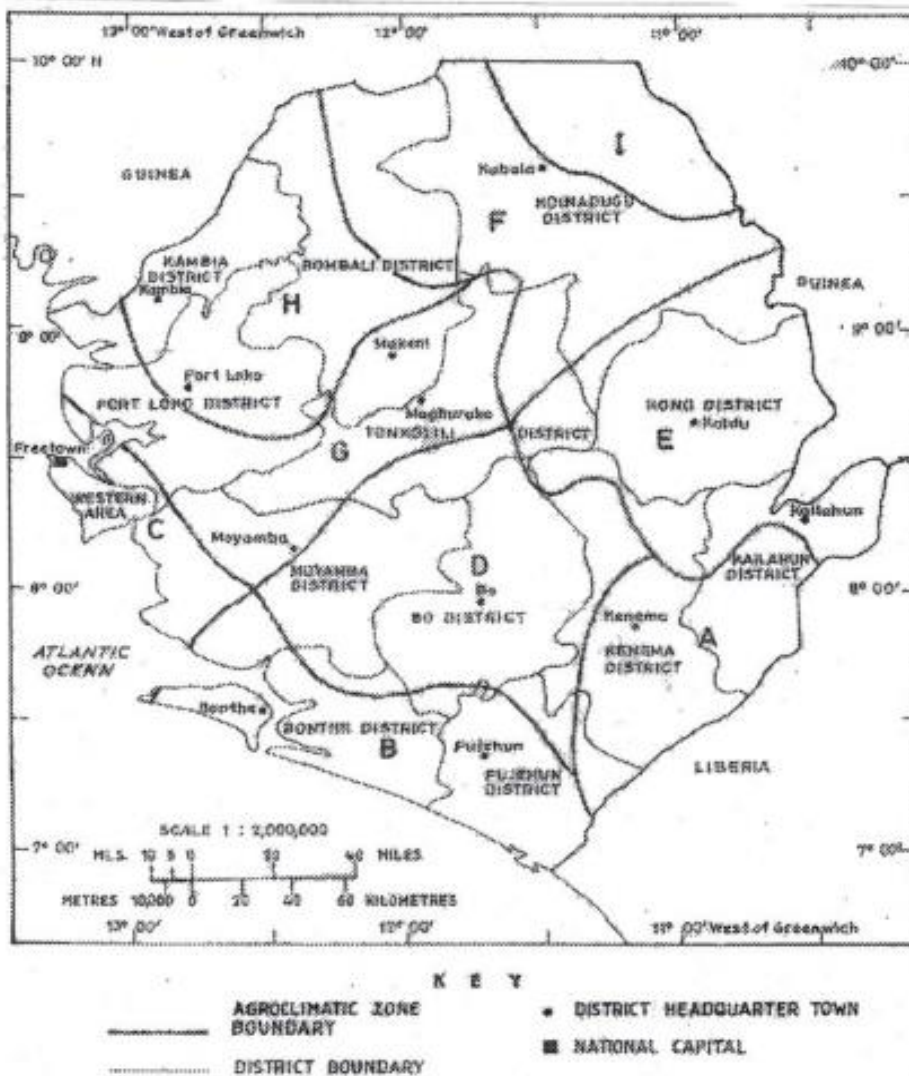 13° 00' West of Greenwich 12° 00' 11° 00'
10° 00' N 10° 00'
GUINEA
I
Kabala
KOINADUGU
DISTRICT
F
KAMBIA
DISTRICT
Kambia
BOMBALI DISTRICT
GUINEA
H
9° 00' 9° 00'
Makeni
Port Loko
PORT LOKO DISTRICT
Magburaka
TONKOLILI
DISTRICT
KONO DISTRICT
Koidu
E
G
Freetown
WESTERN
AREA
C
Kailahun
Moyamba
MOYAMBA
DISTRICT
D
Bo
BO DISTRICT
KAILAHUN
DISTRICT
8° 00' 8° 00'
Kenema
KENEMA
DISTRICT
A
ATLANTIC
OCENN
Bonthe
BONTHE DISTRICT
B
Pujehun
PUJEHUN
DISTRICT
LIBERIA
SCALE 1 : 2,000,000
7° 00' 7° 00'
MLS. 10 5 0 20 40 MILES
METRES 10,000 0 20 40 60 KILOMETRES
13° 00' 12° 00' 11° 00' West of Greenwich
K E Y
AGROCLIMATIC ZONE
BOUNDARY
DISTRICT HEADQUARTER TOWN
NATIONAL CAPITAL
DISTRICT BOUNDARY